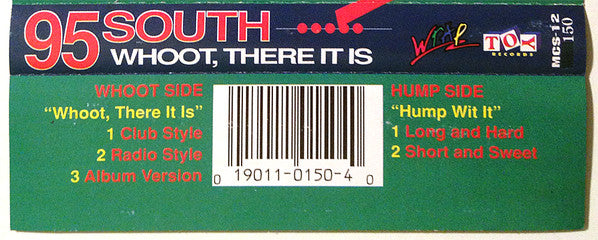 95 SOUTH
WHOOT, THERE IT IS
Wrap
TOY
RECORDS
MCS-12
150
WHOOT SIDE
"Whoot, There It Is"
1 Club Style
2 Radio Style
3 Album Version
0 19011-0150-4 0
HUMP SIDE
"Hump Wit It"
1 Long and Hard
2 Short and Sweet